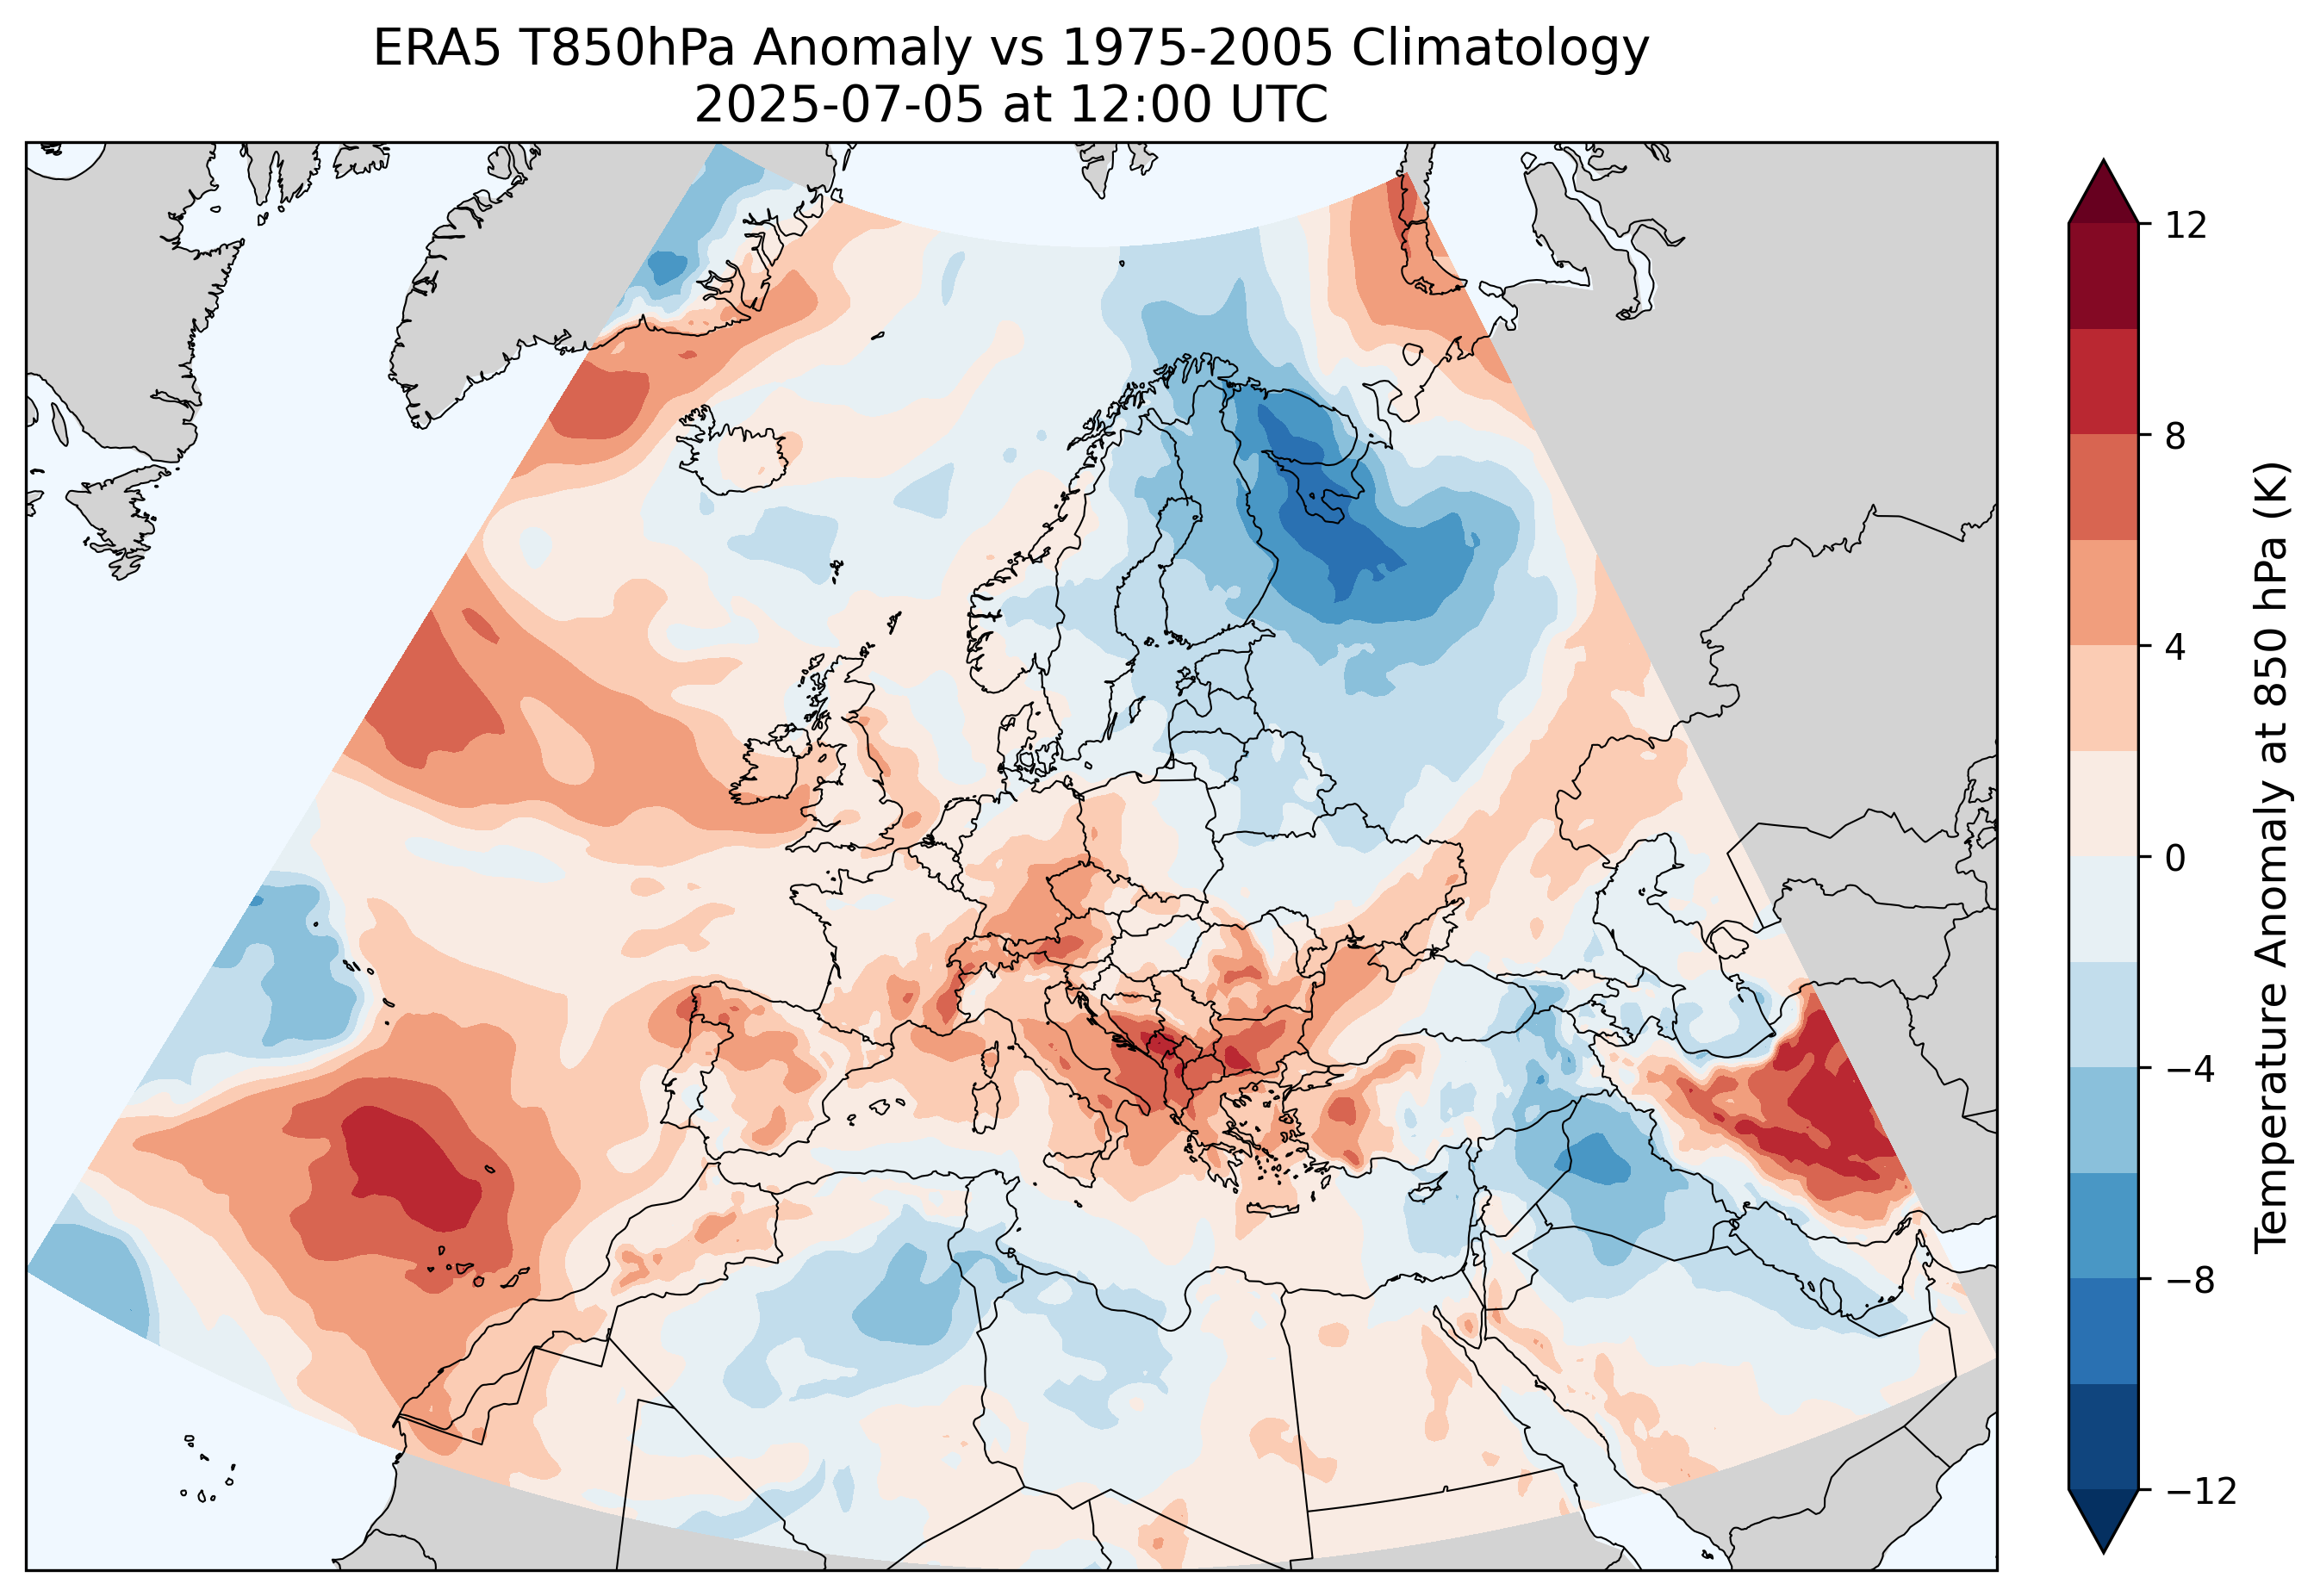 ERA5 T850hPa Anomaly vs 1975-2005 Climatology
2025-07-05 at 12:00 UTC
12
8
4
0
−4
−8
−12
Temperature Anomaly at 850 hPa (K)